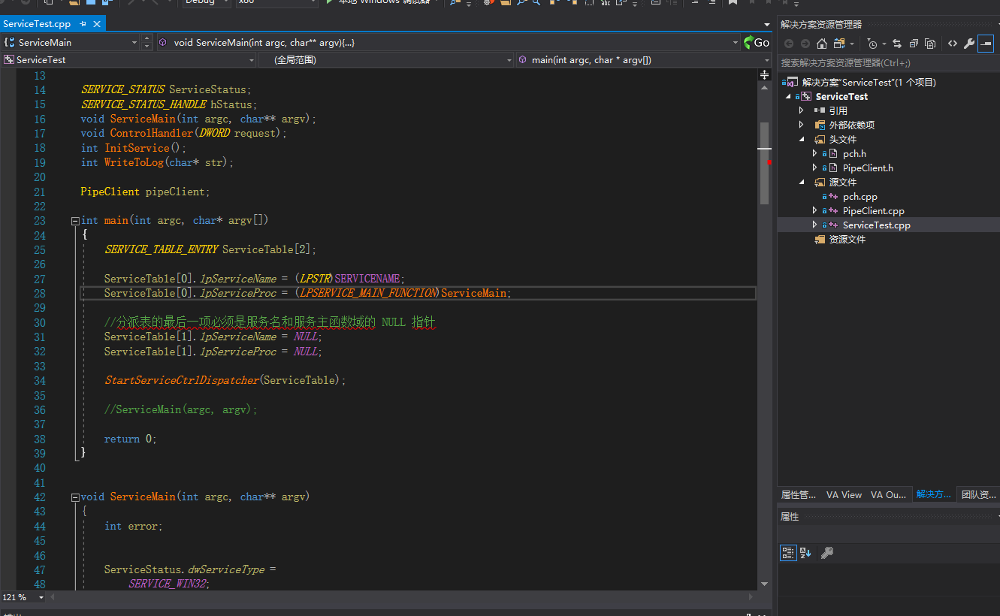 Debug
x60
本地 Windows 调试器
ServiceTest.cpp
ServiceMain
void ServiceMain(int argc, char** argv){...}
Go
ServiceTest
(全局范围)
main(int argc, char * argv[])
13
14 SERVICE_STATUS ServiceStatus;
15 SERVICE_STATUS_HANDLE hStatus;
16 void ServiceMain(int argc, char** argv);
17 void ControlHandler(DWORD request);
18 int InitService();
19 int WriteToLog(char* str);
20
21 PipeClient pipeClient;
22
23 int main(int argc, char* argv[])
24 {
25 SERVICE_TABLE_ENTRY ServiceTable[2];
26
27 ServiceTable[0].lpServiceName = (LPSTR)SERVICENAME;
28 ServiceTable[0].lpServiceProc = (LPSERVICE_MAIN_FUNCTION)ServiceMain;
29
30 //分派表的最后一项必须是服务名和服务主函数域的 NULL 指针
31 ServiceTable[1].lpServiceName = NULL;
32 ServiceTable[1].lpServiceProc = NULL;
33
34 StartServiceCtrlDispatcher(ServiceTable);
35
36 //ServiceMain(argc, argv);
37
38 return 0;
39 }
40
41
42 void ServiceMain(int argc, char** argv)
43 {
44 int error;
45
46
47 ServiceStatus.dwServiceType =
48 SERVICE_WIN32;
121 %
解决方案资源管理器
搜索解决方案资源管理器(Ctrl+;)
解决方案"ServiceTest"(1 个项目)
ServiceTest
引用
外部依赖项
头文件
pch.h
PipeClient.h
源文件
pch.cpp
PipeClient.cpp
ServiceTest.cpp
资源文件
属性管...
VA View
VA Ou...
解决方...
团队资...
属性